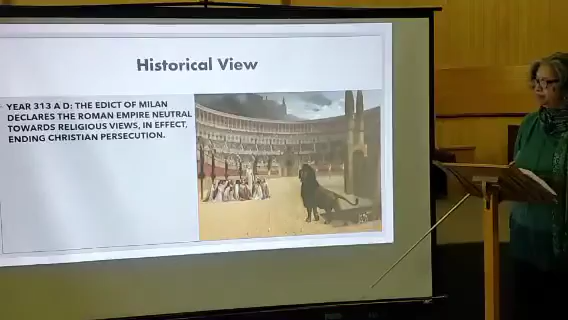 Historical View
YEAR 313 A D: THE EDICT OF MILAN
DECLARES THE ROMAN EMPIRE NEUTRAL
TOWARDS RELIGIOUS VIEWS, IN EFFECT,
ENDING CHRISTIAN PERSECUTION.